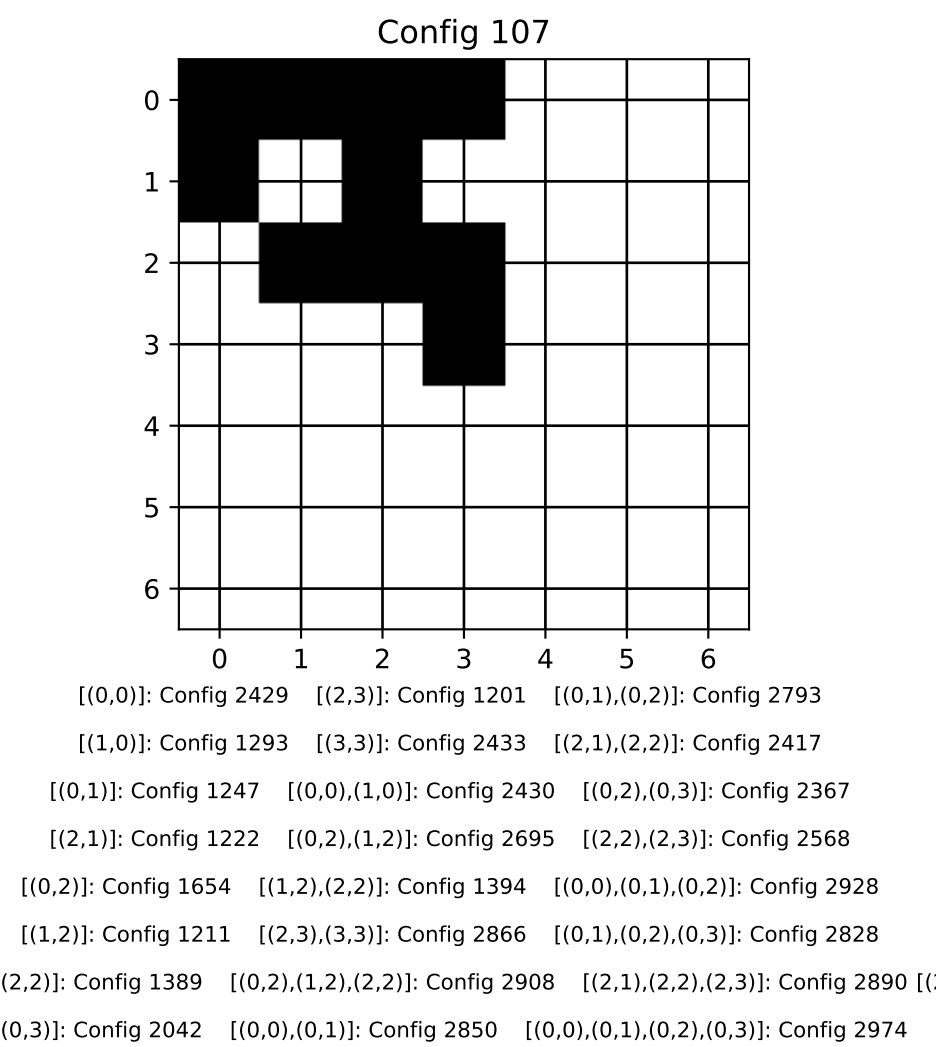 Config 107
0
1
2
3
4
5
6
0 1 2 3 4 5 6
[(0,0)]: Config 2429 [(2,3)]: Config 1201 [(0,1),(0,2)]: Config 2793
[(1,0)]: Config 1293 [(3,3)]: Config 2433 [(2,1),(2,2)]: Config 2417
[(0,1)]: Config 1247 [(0,0),(1,0)]: Config 2430 [(0,2),(0,3)]: Config 2367
[(2,1)]: Config 1222 [(0,2),(1,2)]: Config 2695 [(2,2),(2,3)]: Config 2568
[(0,2)]: Config 1654 [(1,2),(2,2)]: Config 1394 [(0,0),(0,1),(0,2)]: Config 2928
[(1,2)]: Config 1211 [(2,3),(3,3)]: Config 2866 [(0,1),(0,2),(0,3)]: Config 2828
(2,2)]: Config 1389 [(0,2),(1,2),(2,2)]: Config 2908 [(2,1),(2,2),(2,3)]: Config 2890
(0,3)]: Config 2042 [(0,0),(0,1)]: Config 2850 [(0,0),(0,1),(0,2),(0,3)]: Config 2974